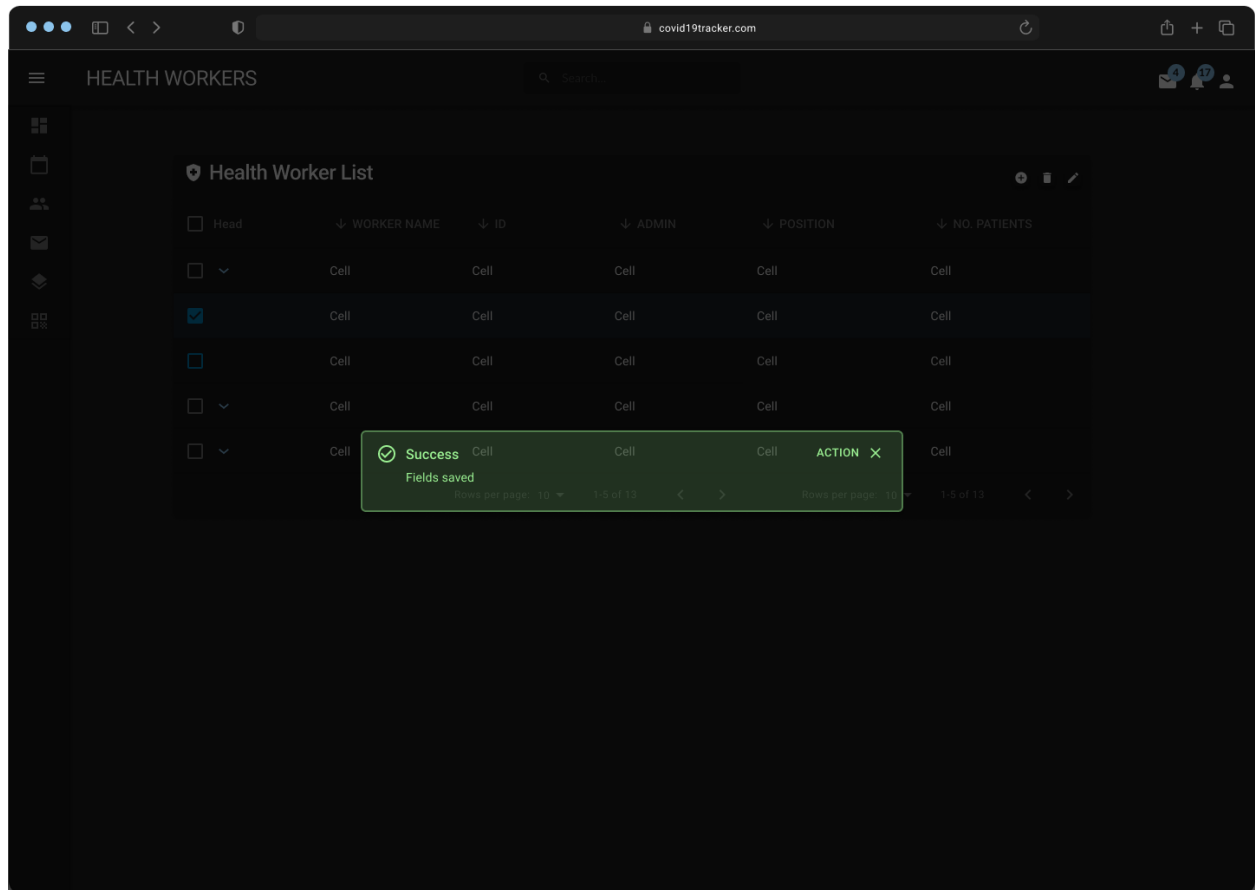 covid19tracker.com
HEALTH WORKERS
Search...
4
17
Health Worker List
Head WORKER NAME ID ADMIN POSITION NO. PATIENTS
Cell Cell Cell Cell Cell
Cell Cell Cell Cell Cell
Cell Cell Cell Cell Cell
Cell Cell Cell Cell Cell
Cell Cell Cell Cell Cell
Success ACTION
Fields saved
Rows per page: 10 1-5 of 13 Rows per page: 10 1-5 of 13